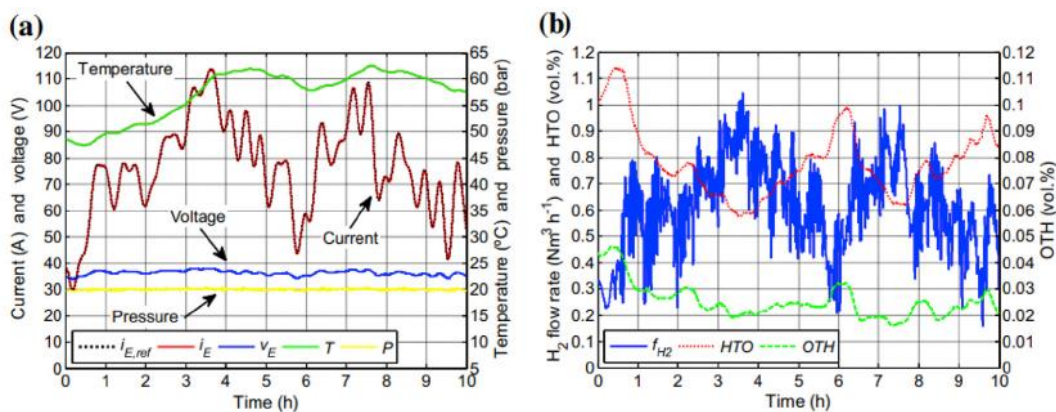 (a)
Current (A) and voltage (V)
120
110
100
90
80
70
60
50
40
30
20
10
0
Temperature
Voltage
Current
Pressure
i_E,ref
i_E
v_E
T
P
0 1 2 3 4 5 6 7 8 9 10
Time (h)
65
60
55
50
45
40
35
30
25
20
15
10
5
Temperature (ºC) and pressure (bar)
(b)
H2 flow rate (Nm³ h⁻¹) and HTO (vol.%)
1.2
1.1
1
0.9
0.8
0.7
0.6
0.5
0.4
0.3
0.2
0.1
0
f_H2
HTO
OTH
0 1 2 3 4 5 6 7 8 9 10
Time (h)
0.12
0.11
0.1
0.09
0.08
0.07
0.06
0.05
0.04
0.03
0.02
0.01
0
OTH (vol.%)